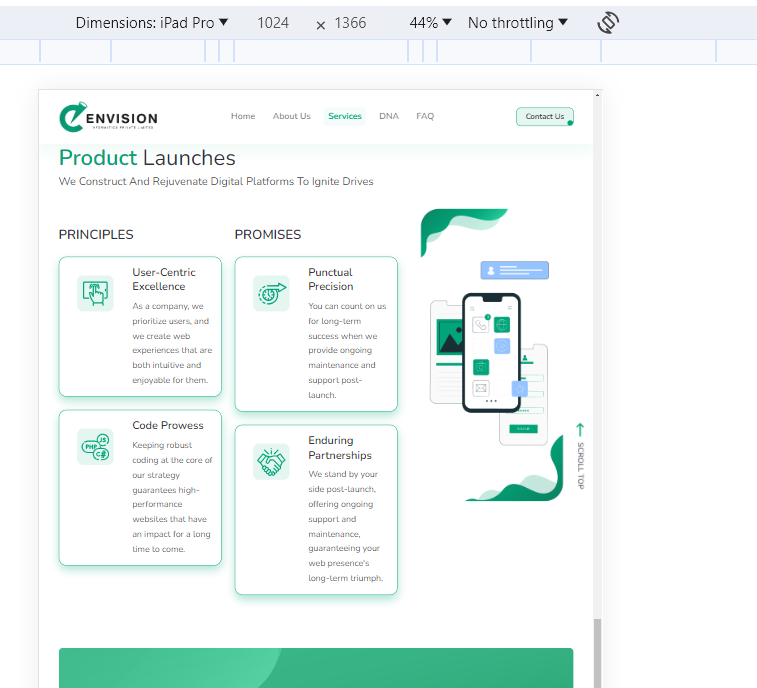 Dimensions: iPad Pro ▼ 1024 × 1366 44% ▼ No throttling ▼
ENVISION
Home About Us Services DNA FAQ Contact Us
Product Launches
We Construct And Rejuvenate Digital Platforms To Ignite Drives
PRINCIPLES
User-Centric
Excellence
As a company, we
prioritize users, and
we create web
experiences that are
both intuitive and
enjoyable for them.
Code Prowess
PHP JS C#
Keeping robust
coding at the core of
our strategy
guarantees high-
performance
websites that have
an impact for a long
time to come.
PROMISES
Punctual
Precision
You can count on us
for long-term
success when we
provide ongoing
maintenance and
support post-
launch.
Enduring
Partnerships
We stand by your
side post-launch,
offering ongoing
support and
maintenance,
guaranteeing your
web presence's
long-term triumph.
SCROLL TOP